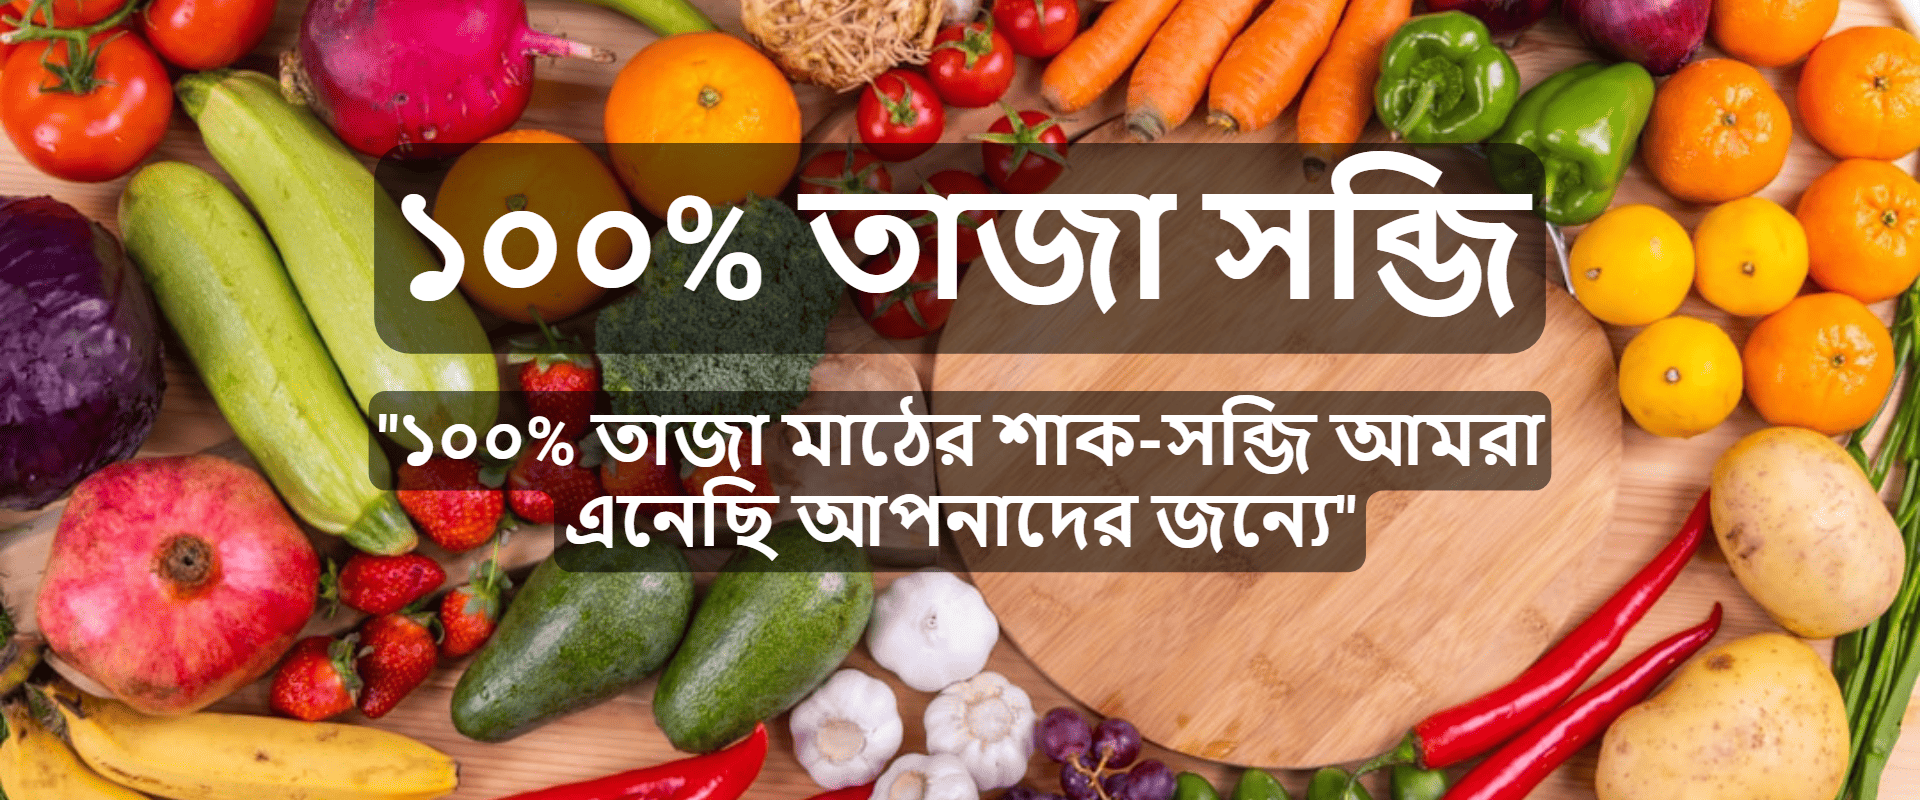 ১০০% তাজা সব্জি
"১০০% তাজা মাঠের শাক-সব্জি আমরা
এনেছি আপনাদের জন্যে"